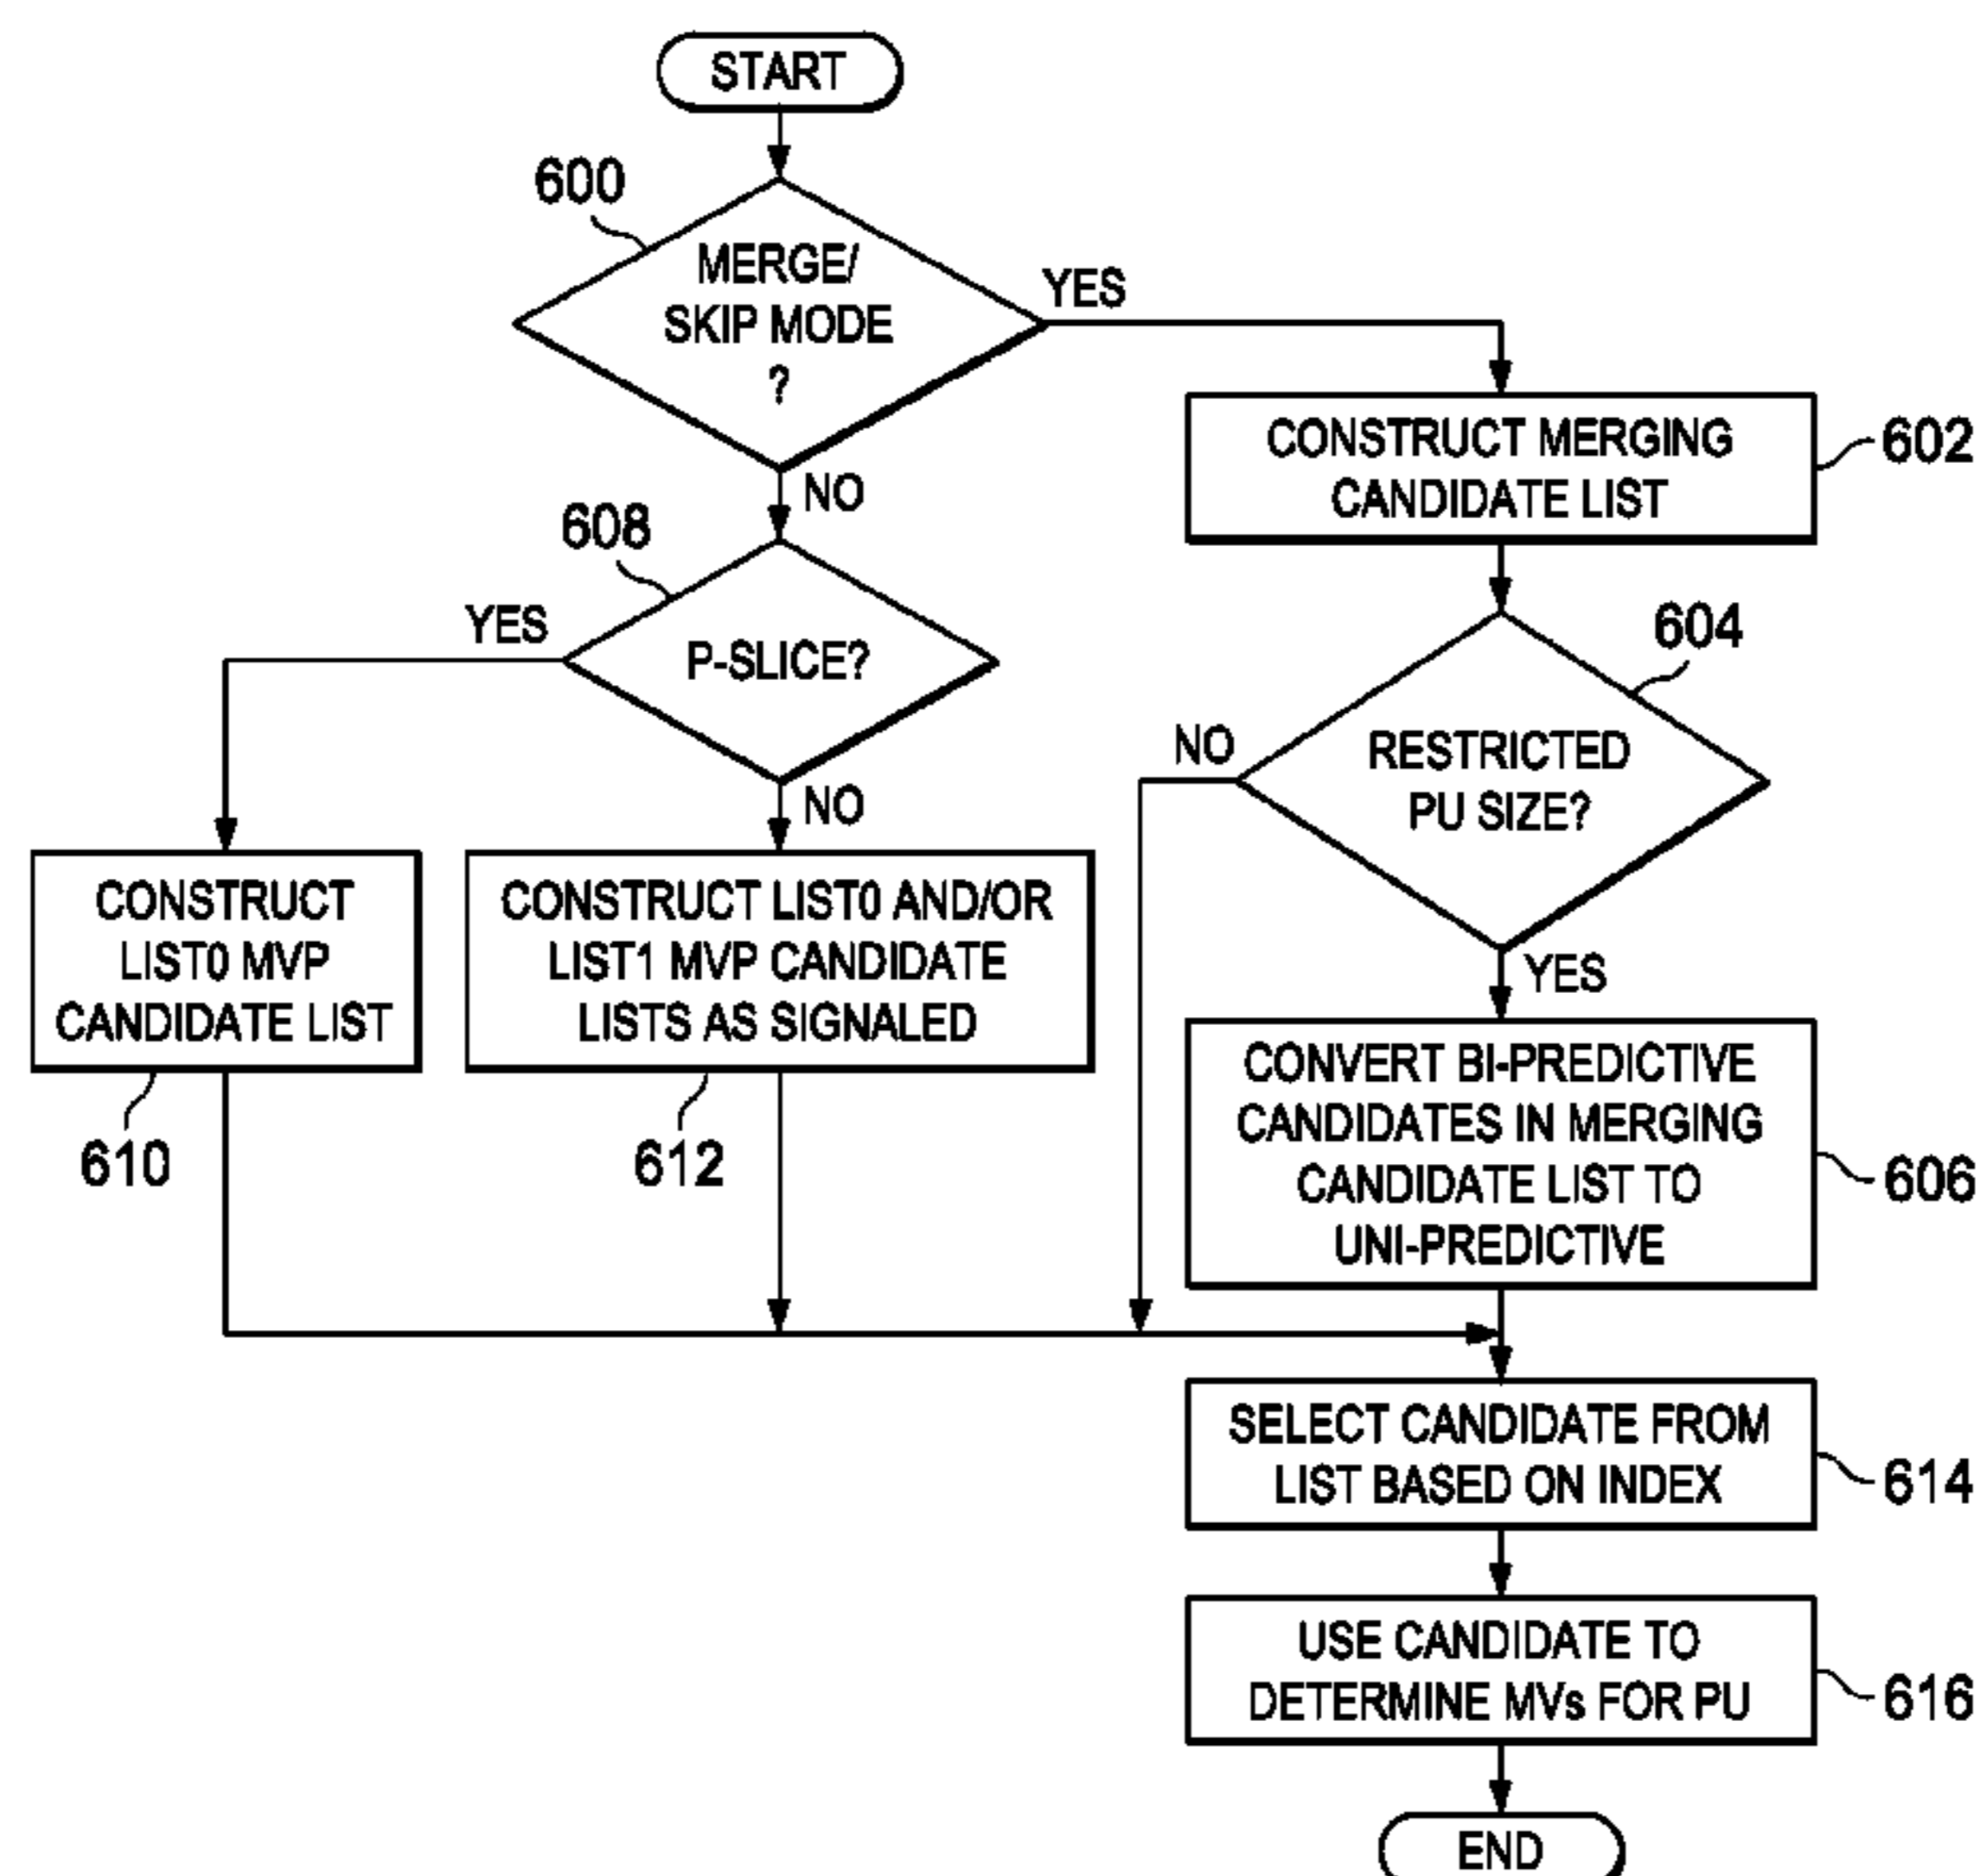 START
600
MERGE/
SKIP MODE
?
YES
NO
CONSTRUCT MERGING
CANDIDATE LIST
602
608
P-SLICE?
YES
NO
604
RESTRICTED
PU SIZE?
NO
YES
CONSTRUCT
LIST0 MVP
CANDIDATE LIST
610
CONSTRUCT LIST0 AND/OR
LIST1 MVP CANDIDATE
LISTS AS SIGNALED
612
CONVERT BI-PREDICTIVE
CANDIDATES IN MERGING
CANDIDATE LIST TO
UNI-PREDICTIVE
606
SELECT CANDIDATE FROM
LIST BASED ON INDEX
614
USE CANDIDATE TO
DETERMINE MVs FOR PU
616
END